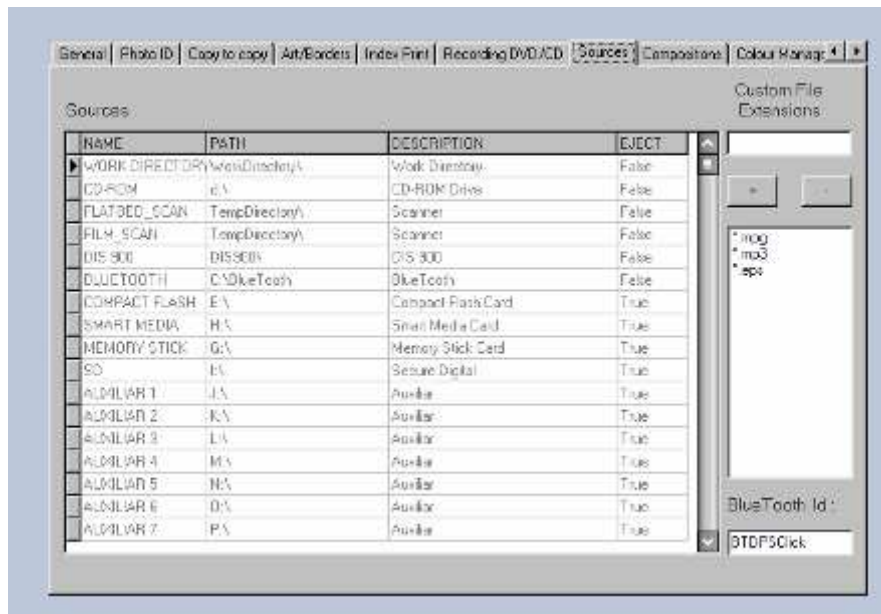 General Photo ID Copy to copy Art/Borders Index Print Recording DVD/CD Sources Compositions Colour Manage
Custom File
Extensions
Sources
NAME PATH DESCRIPTION EJECT
WORK DIRECTORY WorkDirectory\ Work Directory False
CD-ROM d:\ CD-ROM Drive False
FLATBED_SCAN TempDirectory\ Scanner False
FILM_SCAN TempDirectory\ Scanner False
DIS 900 DIS900\ DIS 900 False
BLUETOOTH C:\BlueTooth BlueTooth False
COMPACT FLASH E:\ Compact Flash Card True
SMART MEDIA H:\ Smart Media Card True
MEMORY STICK G:\ Memory Stick Card True
SD I:\ Secure Digital True
AUXILIAR 1 J:\ Auxiliar True
AUXILIAR 2 K:\ Auxiliar True
AUXILIAR 3 L:\ Auxiliar True
AUXILIAR 4 M:\ Auxiliar True
AUXILIAR 5 N:\ Auxiliar True
AUXILIAR 6 O:\ Auxiliar True
AUXILIAR 7 P:\ Auxiliar True
+ -
*.mpg
*.mp3
*.eps
BlueTooth Id :
BTDPSClick